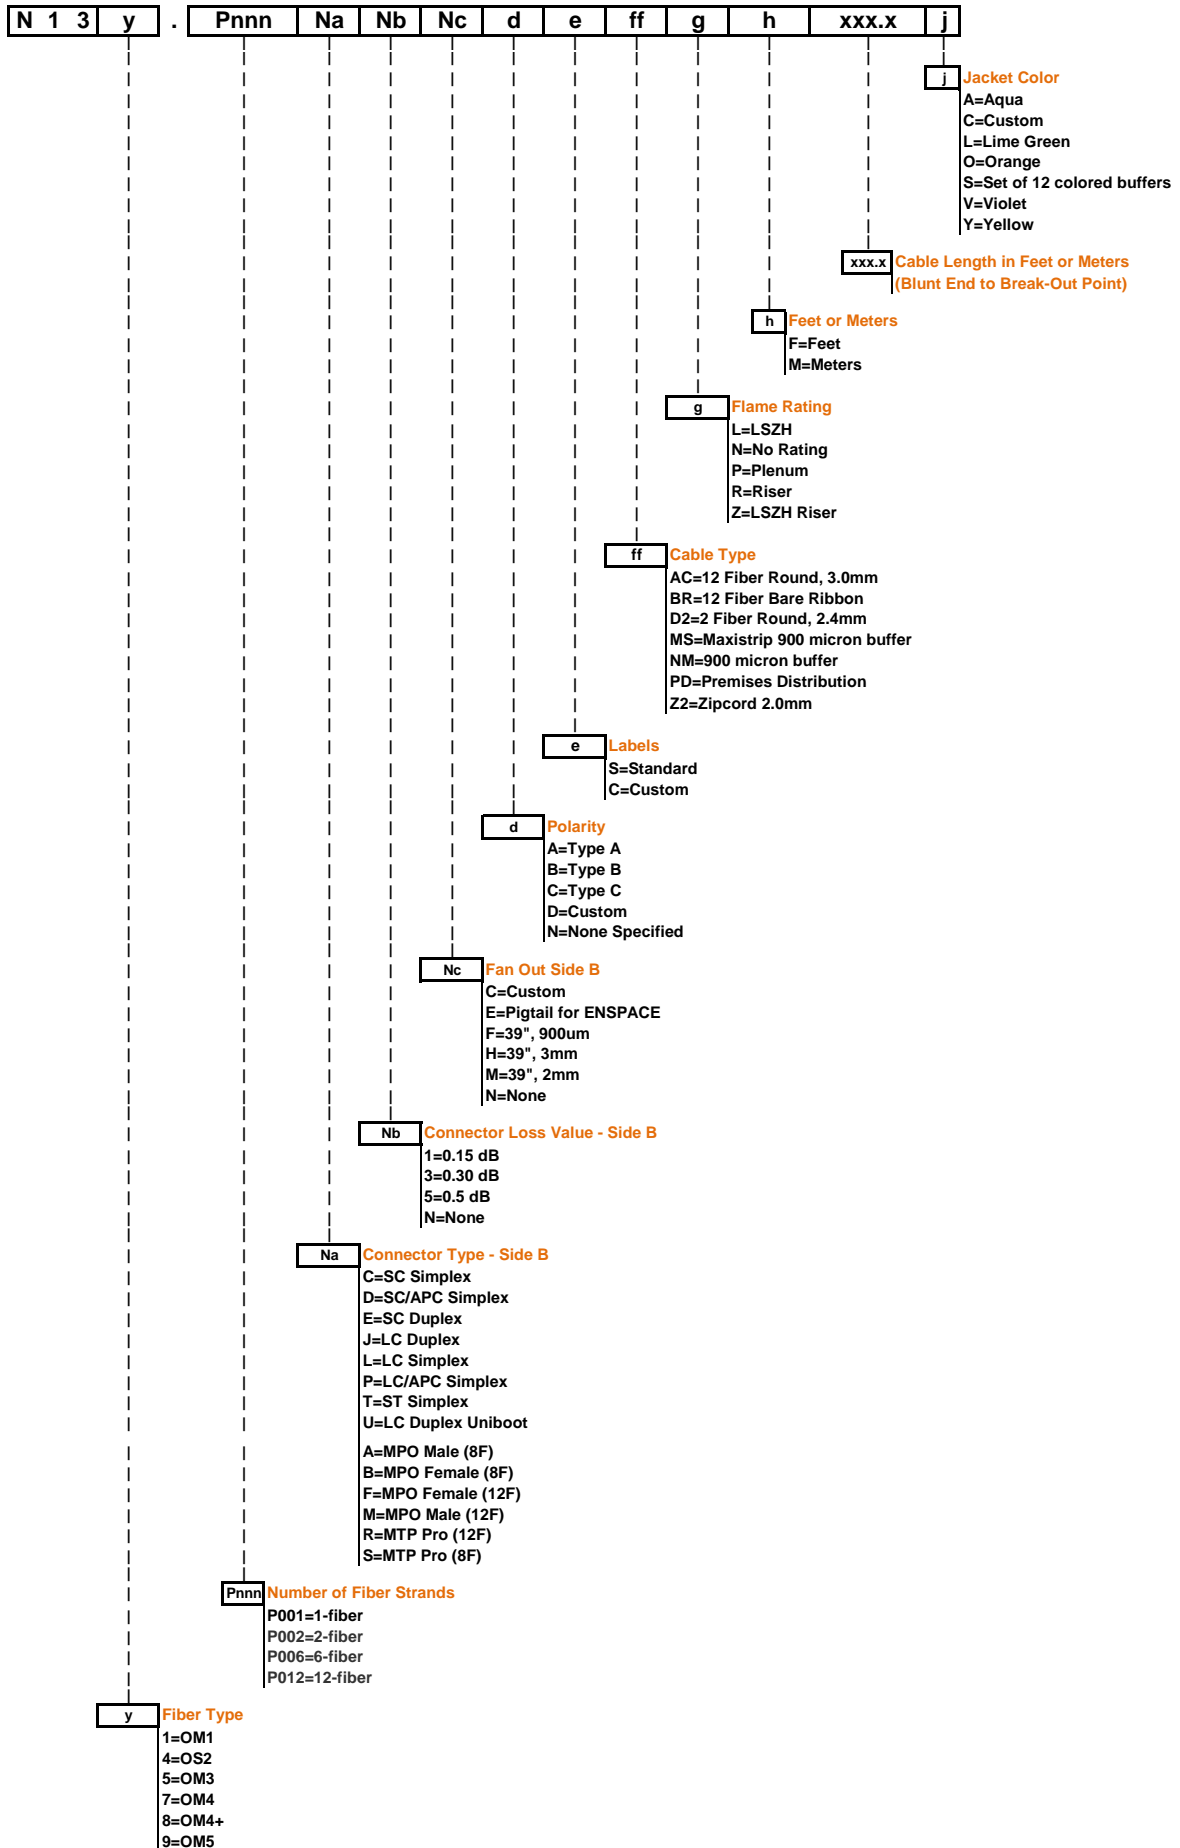 N 1 3 y . Pnnn Na Nb Nc d e ff g h xxx.x j
j Jacket Color
A=Aqua
C=Custom
L=Lime Green
O=Orange
S=Set of 12 colored buffers
V=Violet
Y=Yellow
xxx.x Cable Length in Feet or Meters
(Blunt End to Break-Out Point)
h Feet or Meters
F=Feet
M=Meters
g Flame Rating
L=LSZH
N=No Rating
P=Plenum
R=Riser
Z=LSZH Riser
ff Cable Type
AC=12 Fiber Round, 3.0mm
BR=12 Fiber Bare Ribbon
D2=2 Fiber Round, 2.4mm
MS=Maxistrip 900 micron buffer
NM=900 micron buffer
PD=Premises Distribution
Z2=Zipcord 2.0mm
e Labels
S=Standard
C=Custom
d Polarity
A=Type A
B=Type B
C=Type C
D=Custom
N=None Specified
Nc Fan Out Side B
C=Custom
E=Pigtail for ENSPACE
F=39", 900um
H=39", 3mm
M=39", 2mm
N=None
Nb Connector Loss Value - Side B
1=0.15 dB
3=0.30 dB
5=0.5 dB
N=None
Na Connector Type - Side B
C=SC Simplex
D=SC/APC Simplex
E=SC Duplex
J=LC Duplex
L=LC Simplex
P=LC/APC Simplex
T=ST Simplex
U=LC Duplex Uniboot
A=MPO Male (8F)
B=MPO Female (8F)
F=MPO Female (12F)
M=MPO Male (12F)
R=MTP Pro (12F)
S=MTP Pro (8F)
Pnnn Number of Fiber Strands
P001=1-fiber
P002=2-fiber
P006=6-fiber
P012=12-fiber
y Fiber Type
1=OM1
4=OS2
5=OM3
7=OM4
8=OM4+
9=OM5